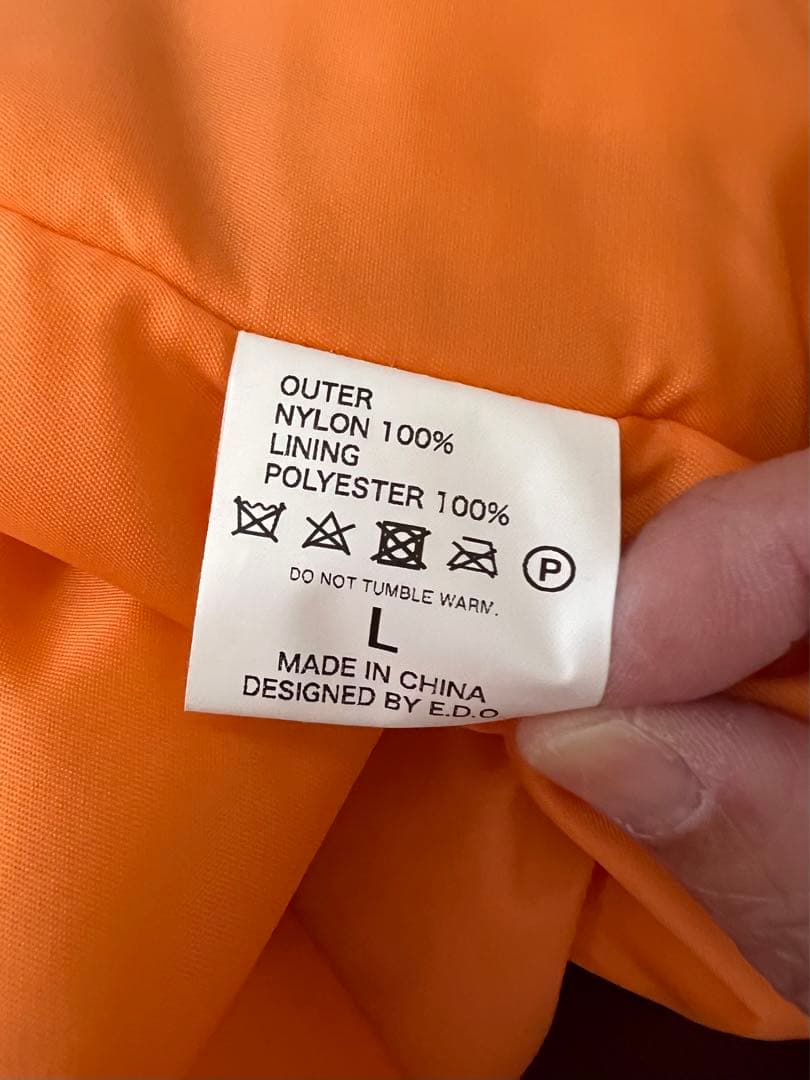 OUTER
NYLON 100%
LINING
POLYESTER 100%
P
DO NOT TUMBLE WARM.
L
MADE IN CHINA
DESIGNED BY E.D.O